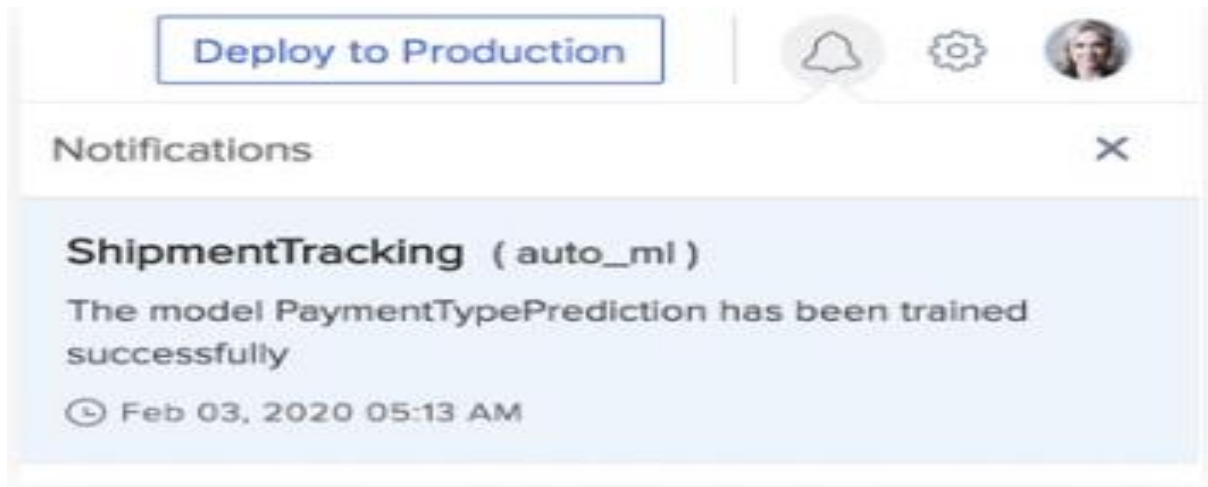 Deploy to Production
Notifications
ShipmentTracking ( auto_ml )
The model PaymentTypePrediction has been trained
successfully
Feb 03, 2020 05:13 AM